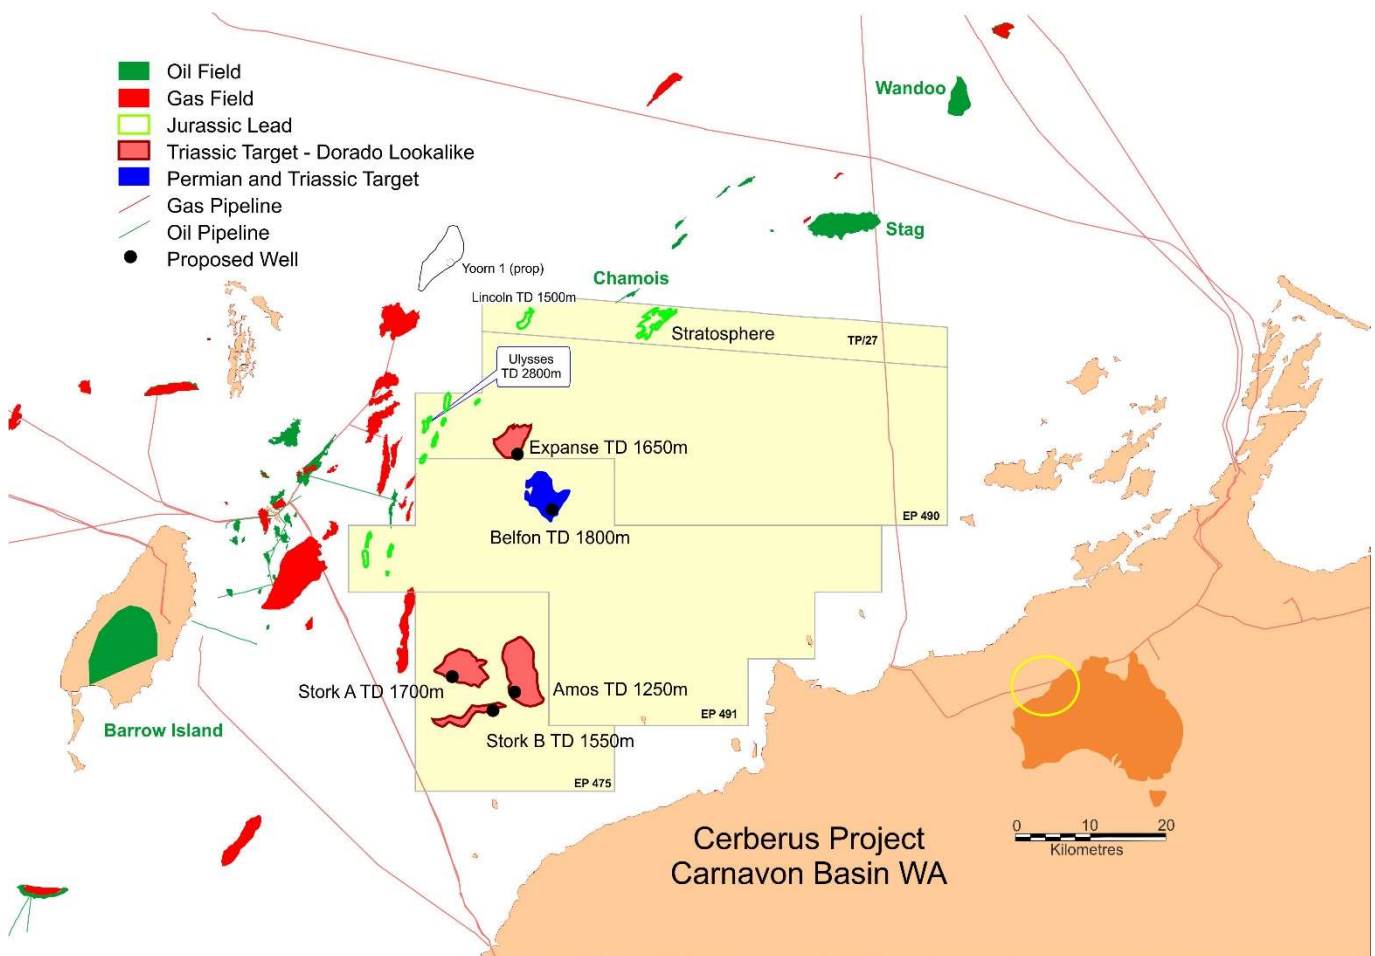 Oil Field
Gas Field
Jurassic Lead
Triassic Target - Dorado Lookalike
Permian and Triassic Target
Gas Pipeline
Oil Pipeline
Proposed Well
Wandoo
Stag
Yoorn 1 (prop)
Chamois
Lincoln TD 1500m
Stratosphere
TP/27
Ulysses
TD 2800m
Expanse TD 1650m
EP 490
Belfon TD 1800m
Stork A TD 1700m
Amos TD 1250m
EP 491
Barrow Island
Stork B TD 1550m
EP 475
Cerberus Project
Carnavon Basin WA
0 10 20
Kilometres